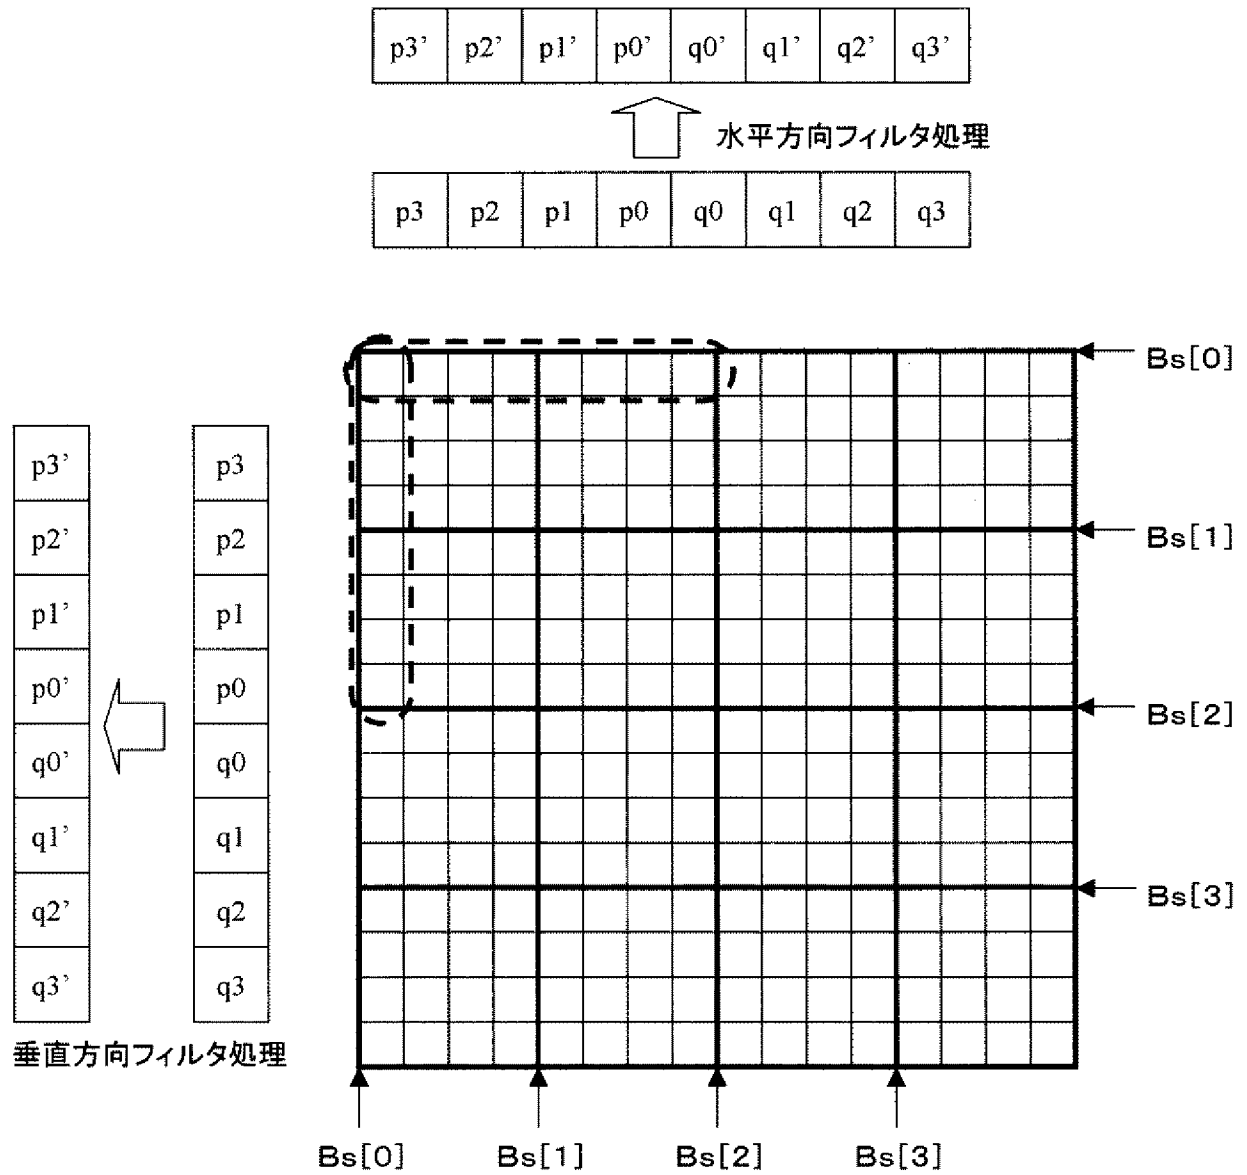 p3’ p2’ p1’ p0’ q0’ q1’ q2’ q3’
水平方向フィルタ処理
p3 p2 p1 p0 q0 q1 q2 q3
Bs[0]
Bs[1]
Bs[2]
Bs[3]
p3’ p3
p2’ p2
p1’ p1
p0’ p0
q0’ q0
q1’ q1
q2’ q2
q3’ q3
垂直方向フィルタ処理
Bs[0] Bs[1] Bs[2] Bs[3]